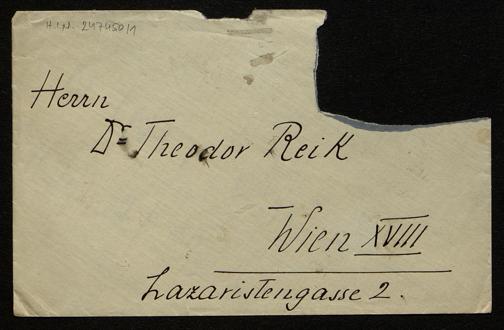 H.I.N. 247450/1
Herrn
Dr Theodor Reik
Wien XVIII
Lazaristengasse 2.